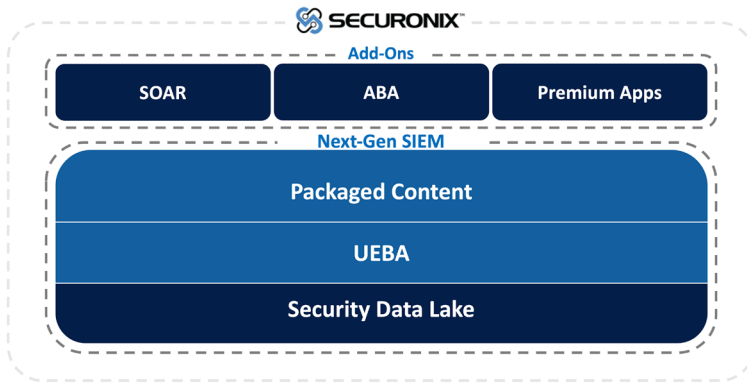 SECURONIX™
Add-Ons
SOAR
ABA
Premium Apps
Next-Gen SIEM
Packaged Content
UEBA
Security Data Lake